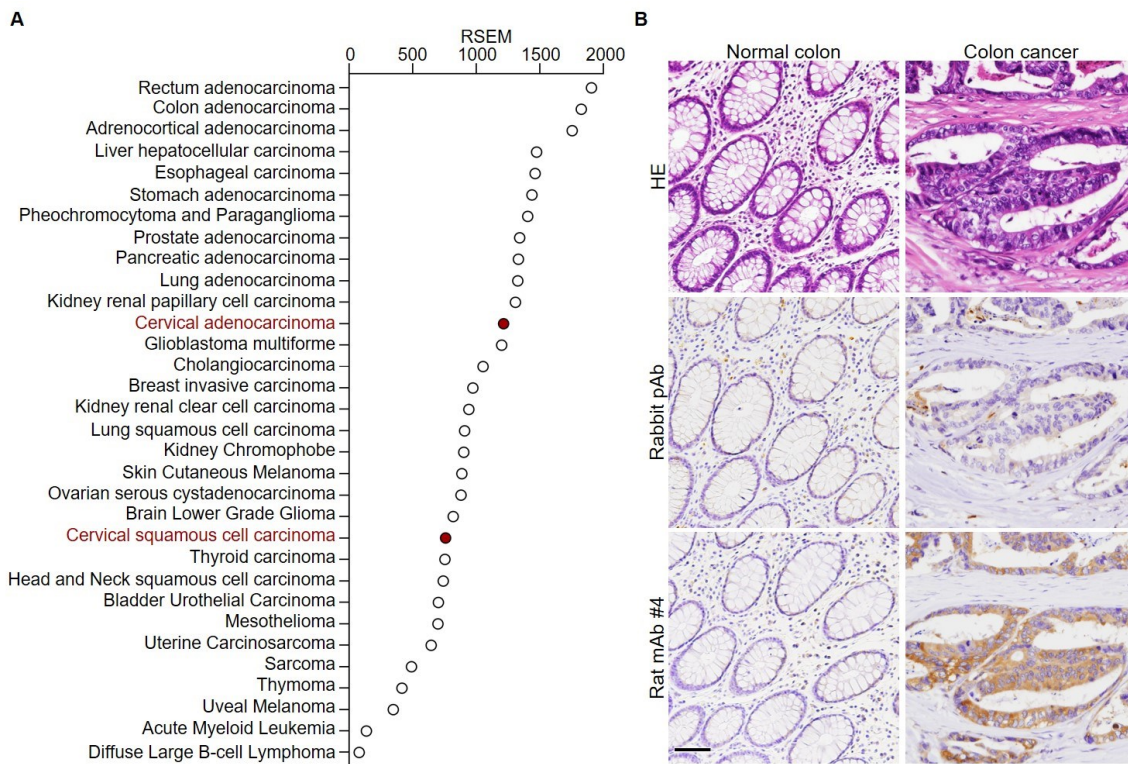 A
RSEM
0 500 1000 1500 2000
Rectum adenocarcinoma
Colon adenocarcinoma
Adrenocortical adenocarcinoma
Liver hepatocellular carcinoma
Esophageal carcinoma
Stomach adenocarcinoma
Pheochromocytoma and Paraganglioma
Prostate adenocarcinoma
Pancreatic adenocarcinoma
Lung adenocarcinoma
Kidney renal papillary cell carcinoma
Cervical adenocarcinoma
Glioblastoma multiforme
Cholangiocarcinoma
Breast invasive carcinoma
Kidney renal clear cell carcinoma
Lung squamous cell carcinoma
Kidney Chromophobe
Skin Cutaneous Melanoma
Ovarian serous cystadenocarcinoma
Brain Lower Grade Glioma
Cervical squamous cell carcinoma
Thyroid carcinoma
Head and Neck squamous cell carcinoma
Bladder Urothelial Carcinoma
Mesothelioma
Uterine Carcinosarcoma
Sarcoma
Thymoma
Uveal Melanoma
Acute Myeloid Leukemia
Diffuse Large B-cell Lymphoma
B
Normal colon Colon cancer
HE
Rabbit pAb
Rat mAb #4